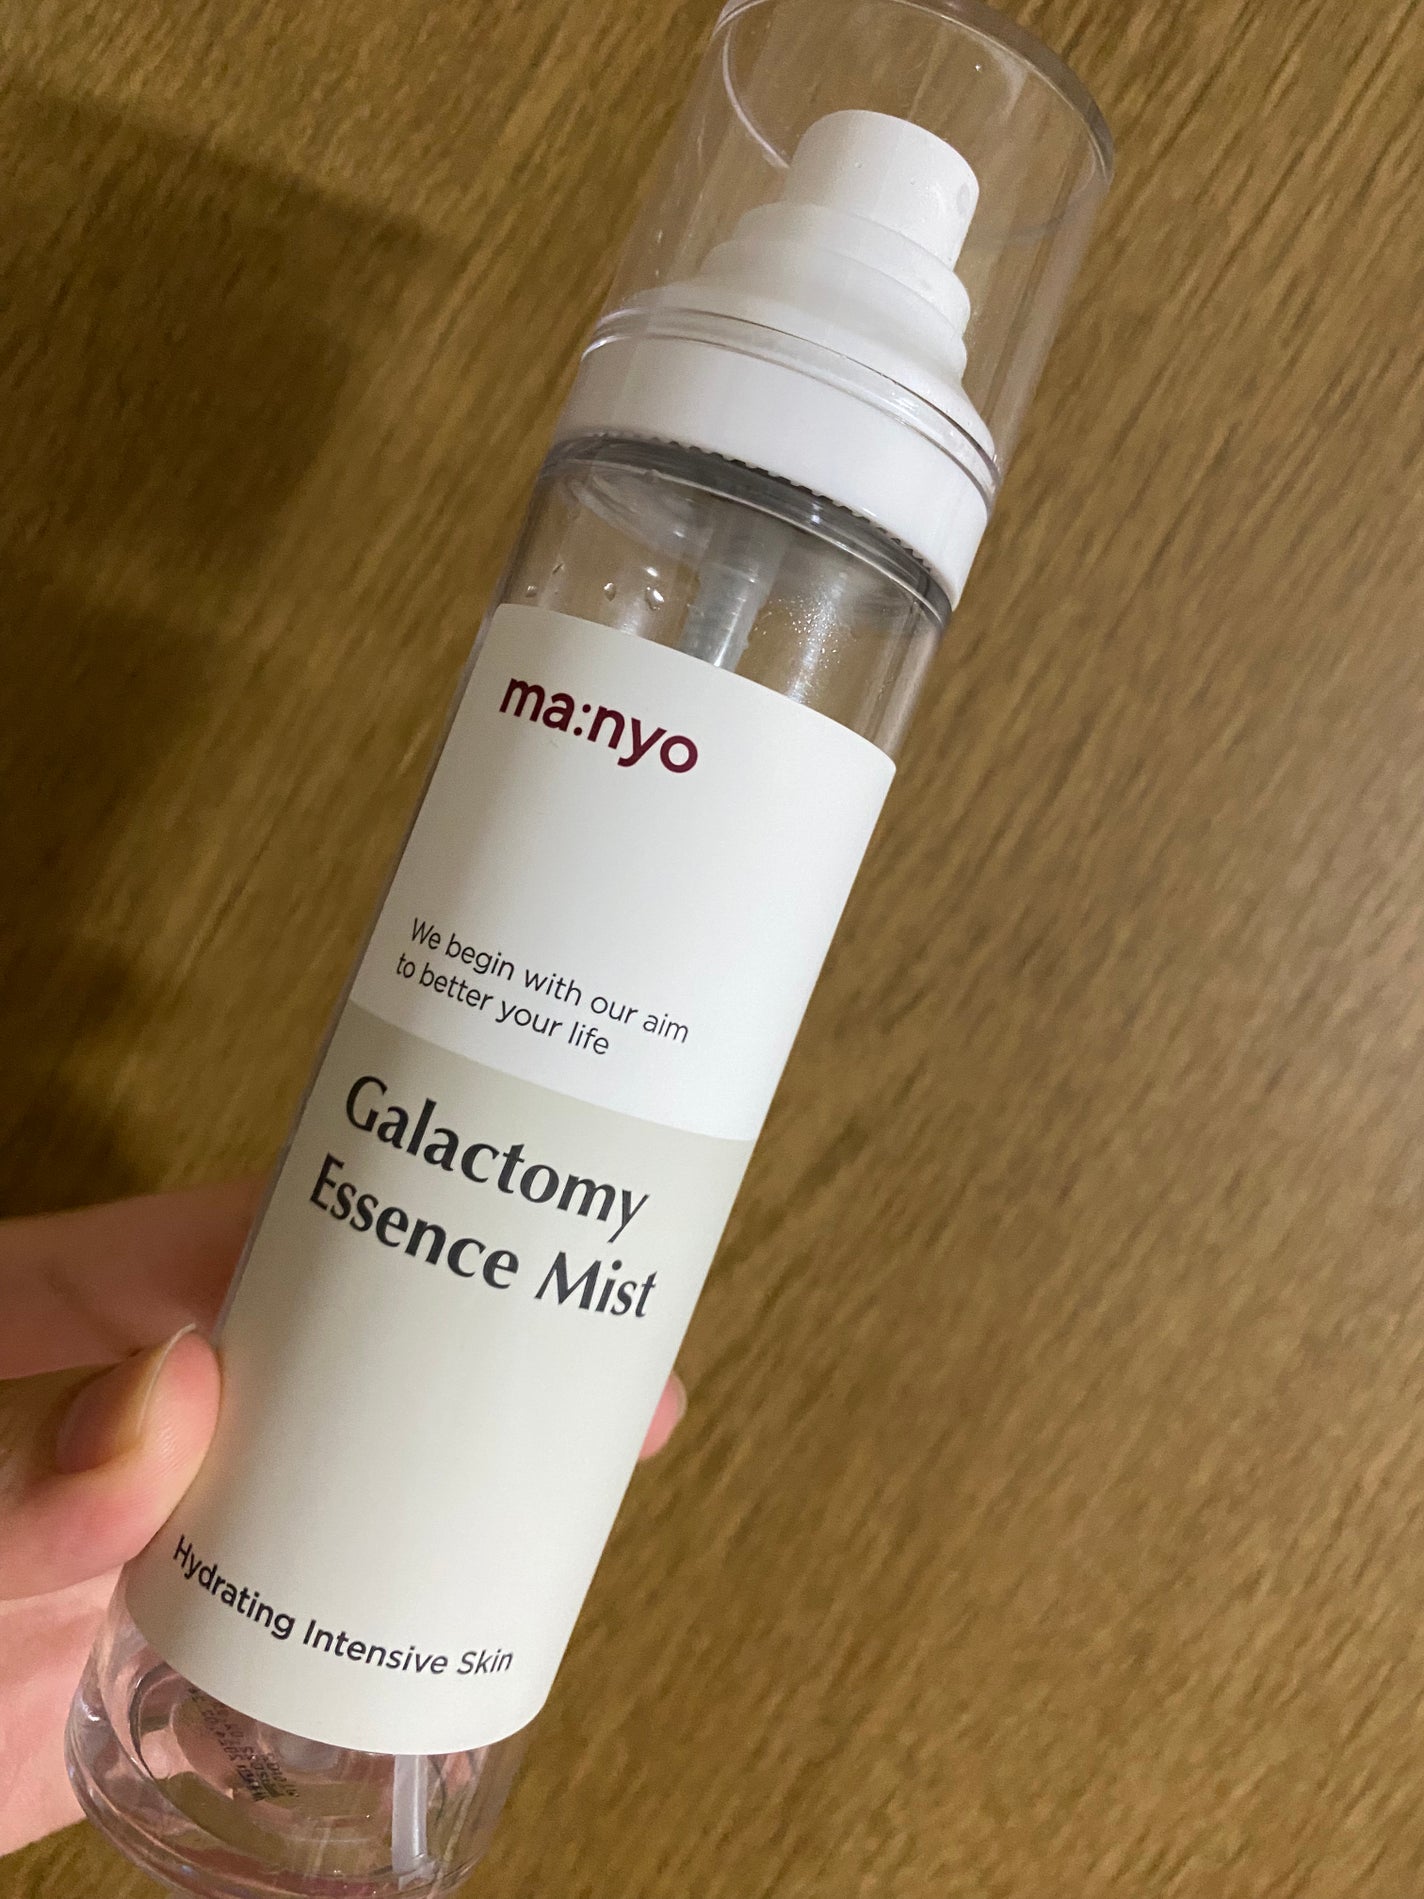 ma:nyo
We begin with our aim
to better your life
Galactomy
Essence Mist
Hydrating Intensive Skin